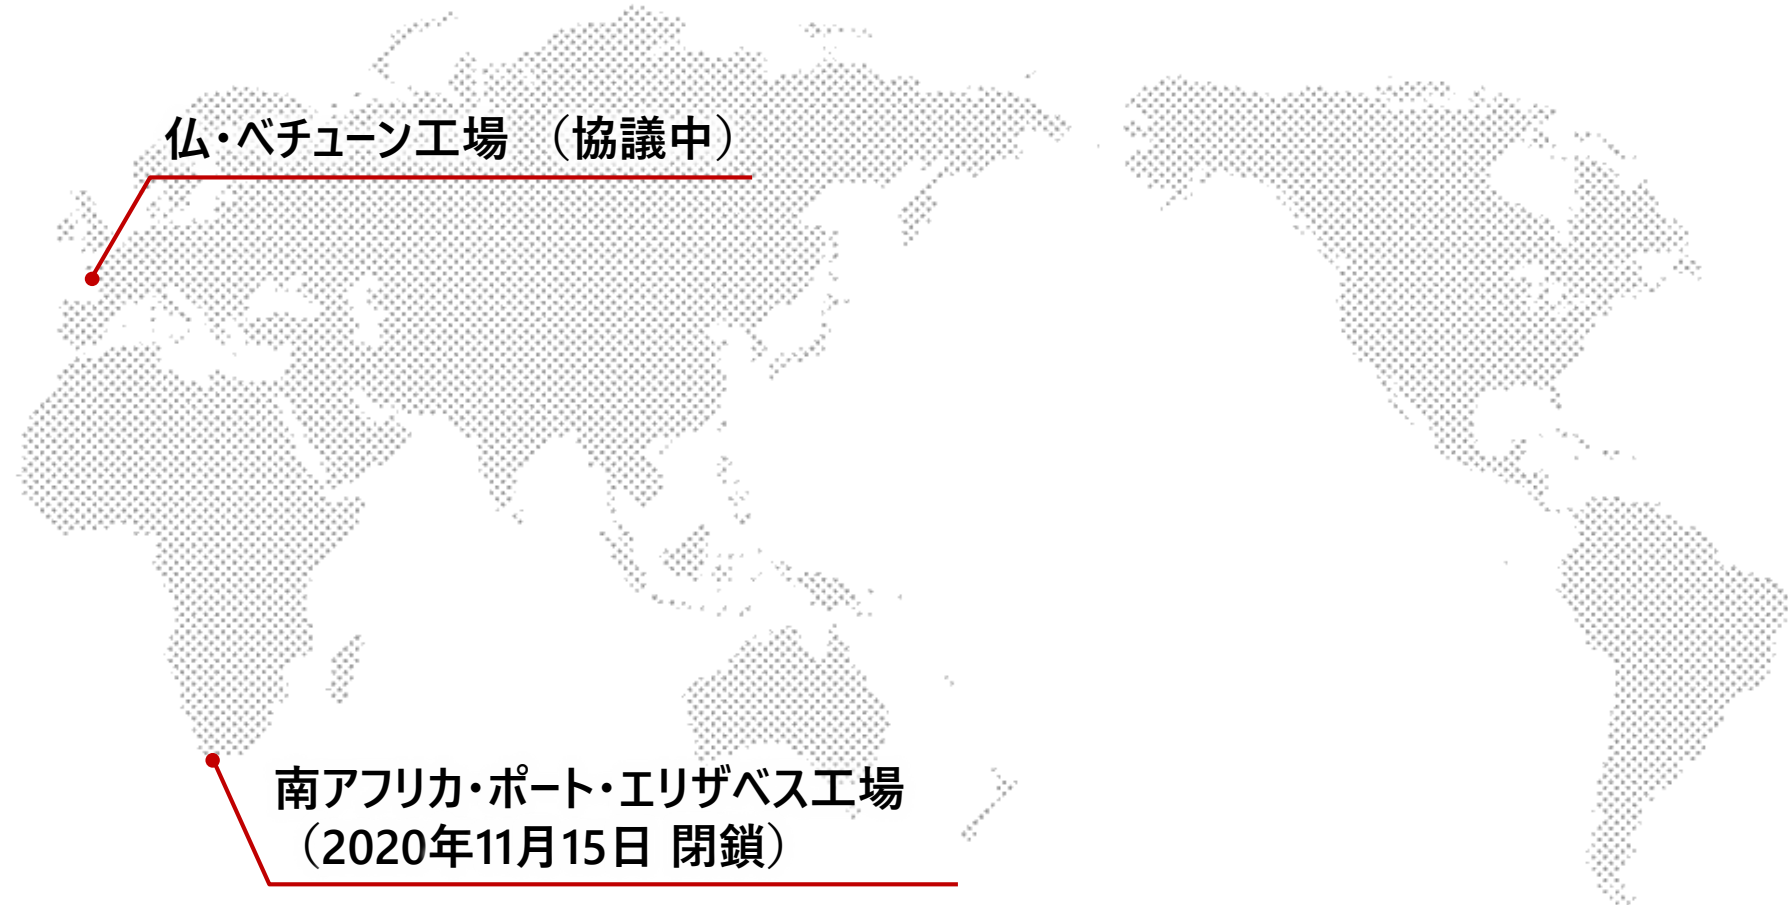 仏・ベチューン工場 （協議中）
南アフリカ・ポート・エリザベス工場
（2020年11月15日 閉鎖）